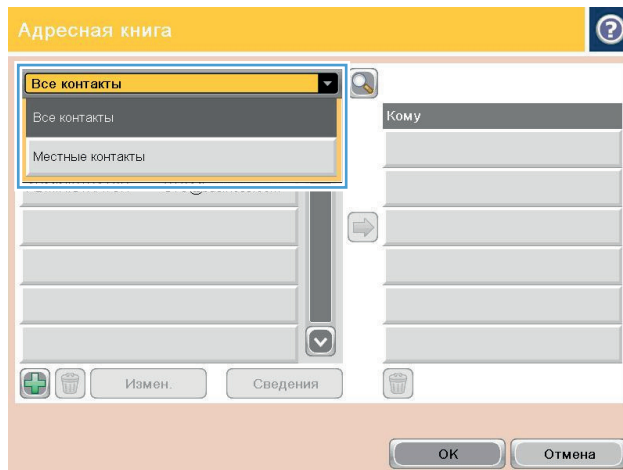 Адресная книга
?
Все контакты
Все контакты
Местные контакты
Кому
Измен.
Сведения
OK
Отмена